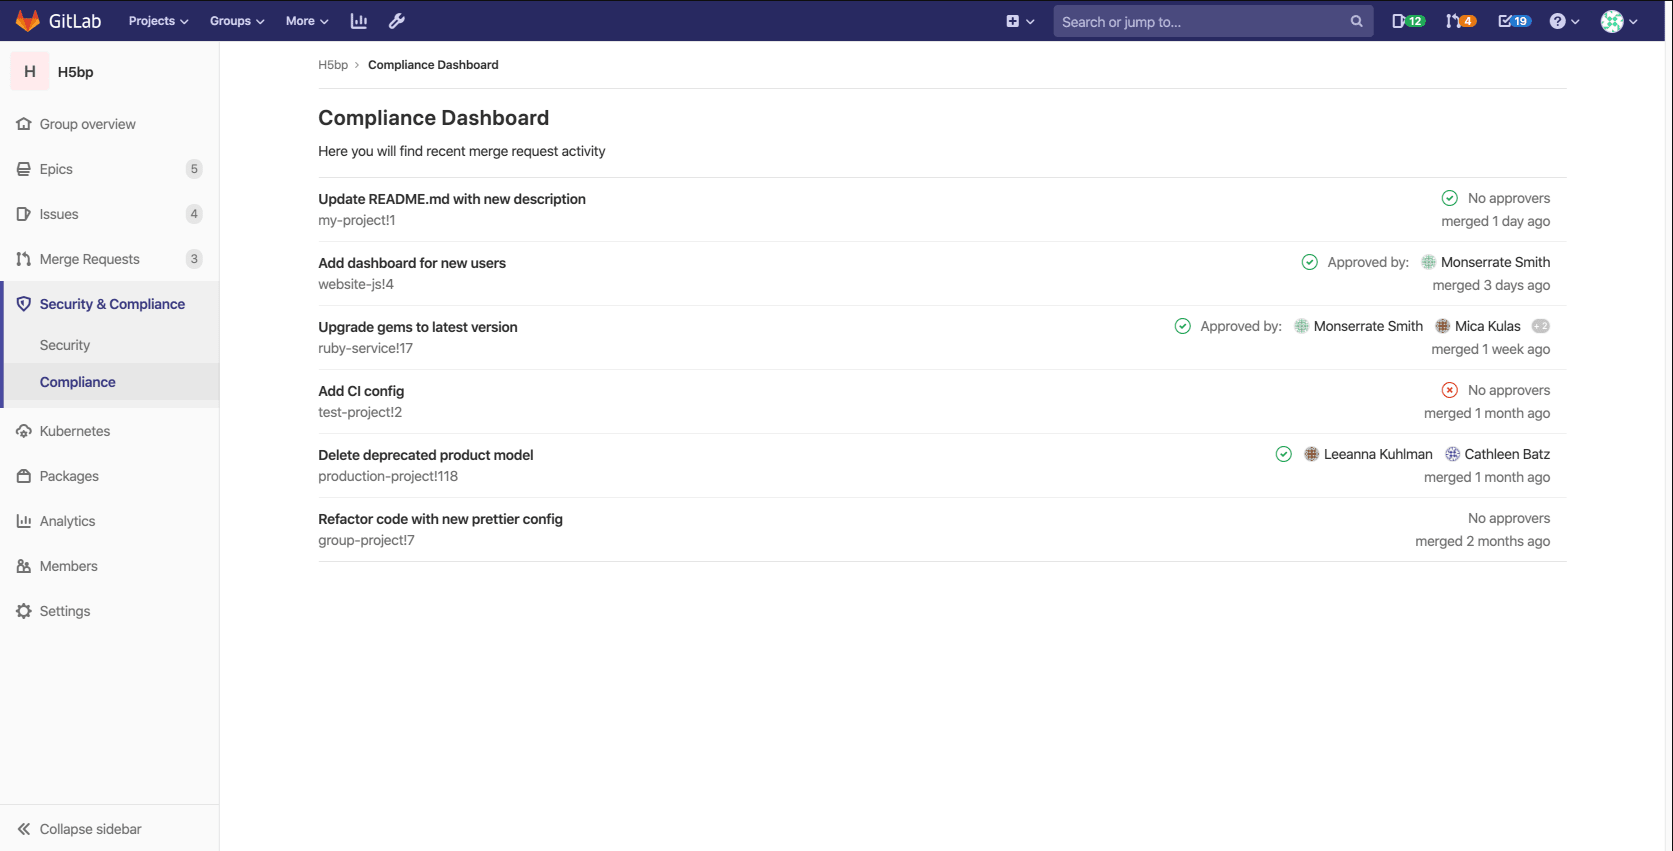 GitLab Projects Groups More Search or jump to... 12 4 19
H H5bp
Group overview
Epics 5
Issues 4
Merge Requests 3
Security & Compliance
Security
Compliance
Kubernetes
Packages
Analytics
Members
Settings
Collapse sidebar
H5bp › Compliance Dashboard
Compliance Dashboard
Here you will find recent merge request activity
Update README.md with new description No approvers
my-project!1 merged 1 day ago
Add dashboard for new users Approved by: Monserrate Smith
website-js!4 merged 3 days ago
Upgrade gems to latest version Approved by: Monserrate Smith Mica Kulas +2
ruby-service!17 merged 1 week ago
Add CI config No approvers
test-project!2 merged 1 month ago
Delete deprecated product model Leeanna Kuhlman Cathleen Batz
production-project!118 merged 1 month ago
Refactor code with new prettier config No approvers
group-project!7 merged 2 months ago